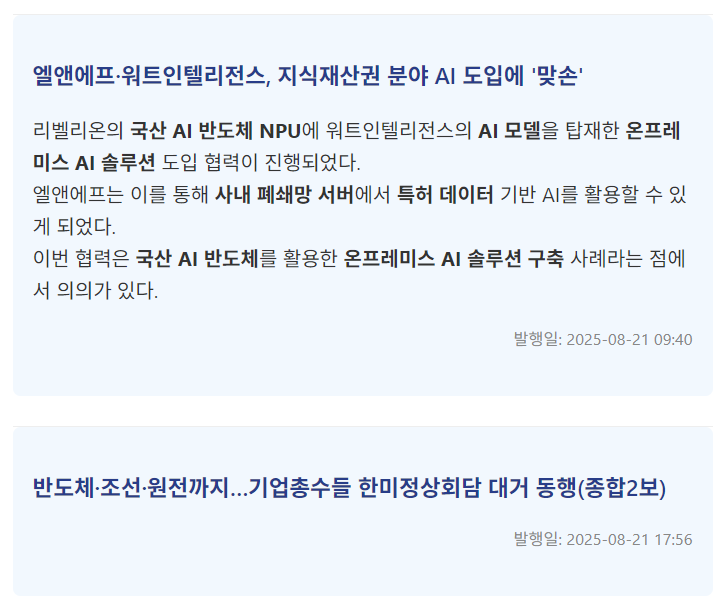 엘앤에프·워트인텔리전스, 지식재산권 분야 AI 도입에 '맞손'
리벨리온의 국산 AI 반도체 NPU에 워트인텔리전스의 AI 모델을 탑재한 온프레
미스 AI 솔루션 도입 협력이 진행되었다.
엘앤에프는 이를 통해 사내 폐쇄망 서버에서 특허 데이터 기반 AI를 활용할 수 있
게 되었다.
이번 협력은 국산 AI 반도체를 활용한 온프레미스 AI 솔루션 구축 사례라는 점에
서 의의가 있다.
발행일: 2025-08-21 09:40
반도체·조선·원전까지…기업총수들 한미정상회담 대거 동행(종합2보)
발행일: 2025-08-21 17:56